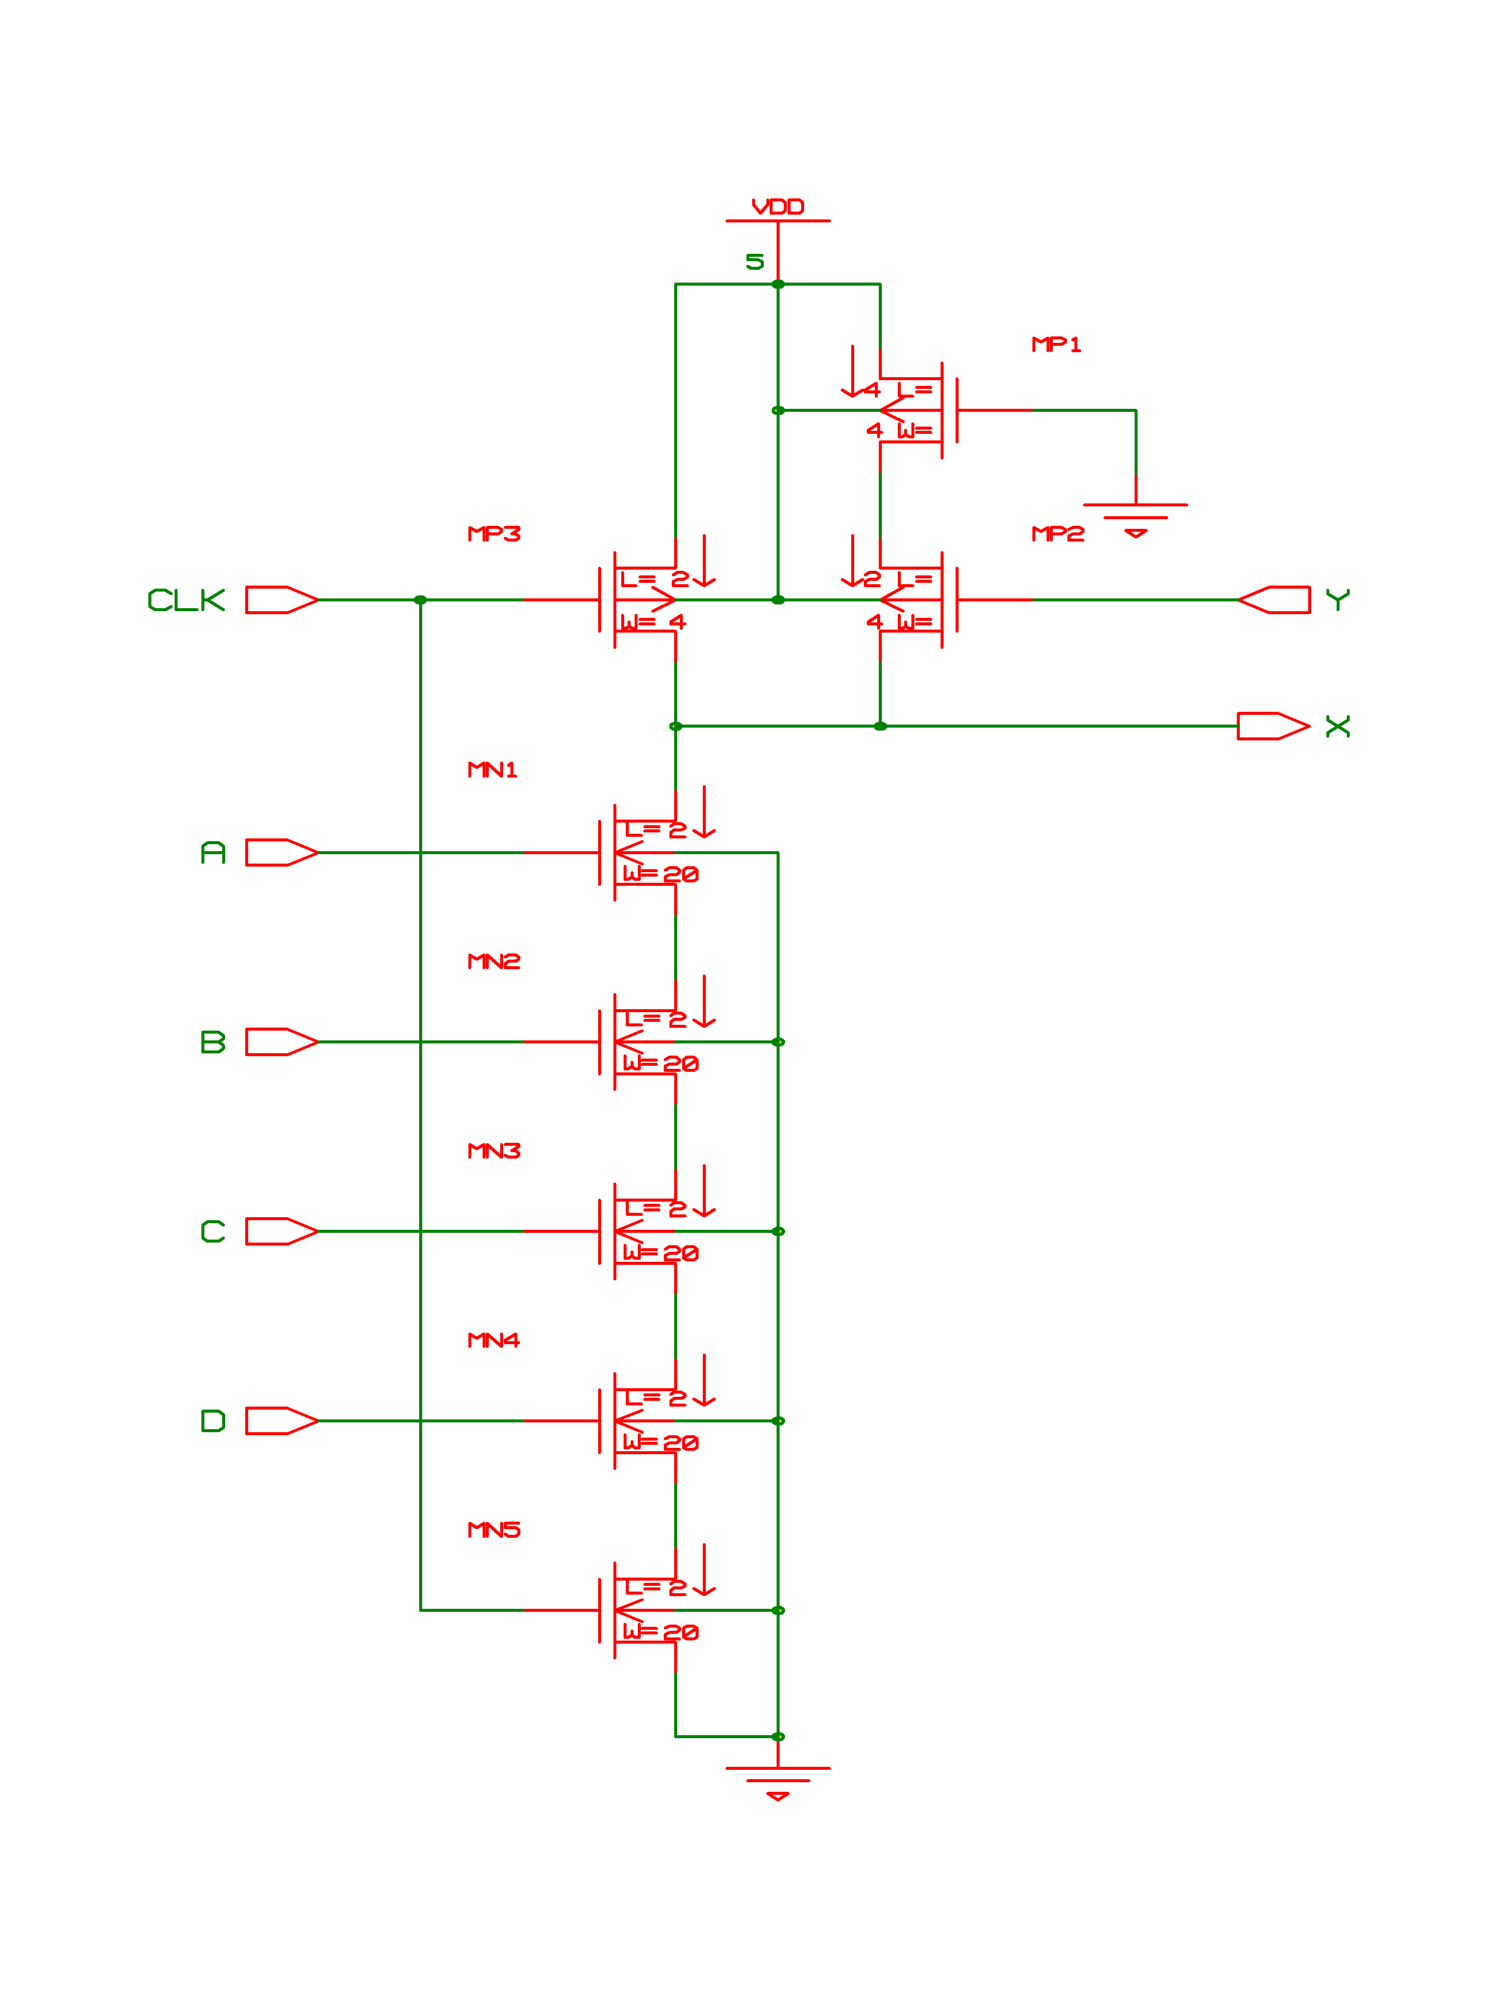 VDD
5
MP1
4 L=
4 W=
MP3
MP2
L= 2
2 L=
CLK
Y
W= 4
4 W=
X
MN1
L= 2
A
W= 20
MN2
L= 2
B
W= 20
MN3
L= 2
C
W= 20
MN4
L= 2
D
W= 20
MN5
L= 2
W= 20